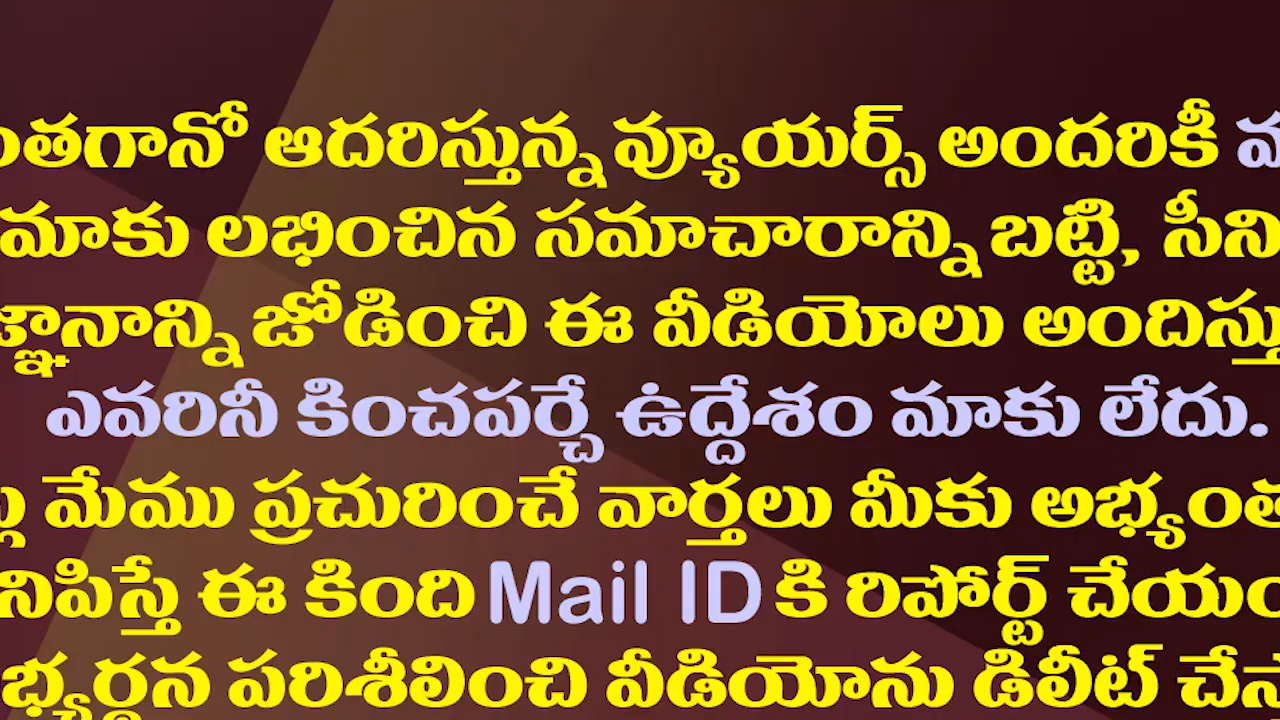 ఆదరిస్తున్న వ్యూయర్స్ అందరికీ
మాకు లభించిన సమాచారాన్ని బట్టి,
జోడించి ఈ వీడియోలు
ఎవరినీ కించపర్చే ఉద్దేశం మాకు లేదు.
మేము ప్రచురించే వార్తలు మీకు
ఈ కింది Mail ID కి రిపోర్ట్
పరిశీలించి వీడియోను డిలీట్